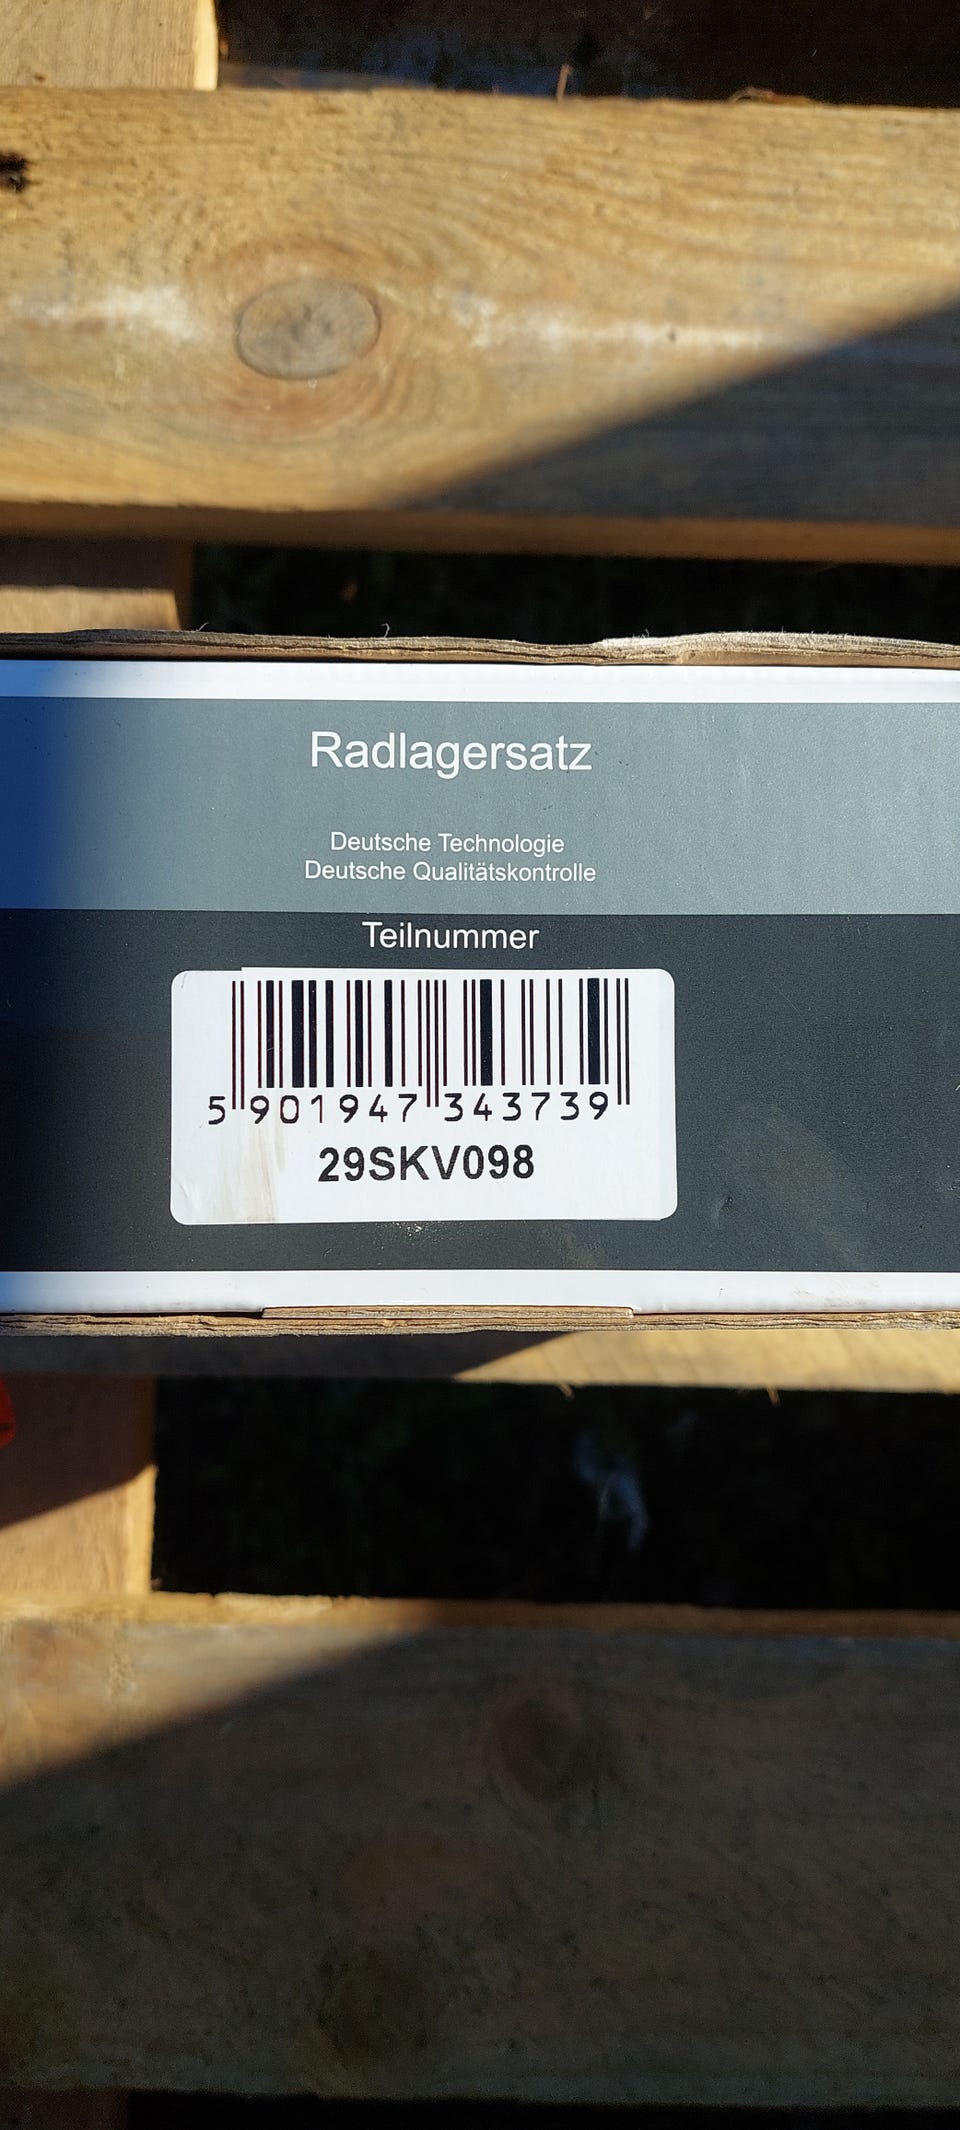 Radlagersatz
Deutsche Technologie
Deutsche Qualitätskontrolle
Teilnummer
5 901947 343739
29SKV098